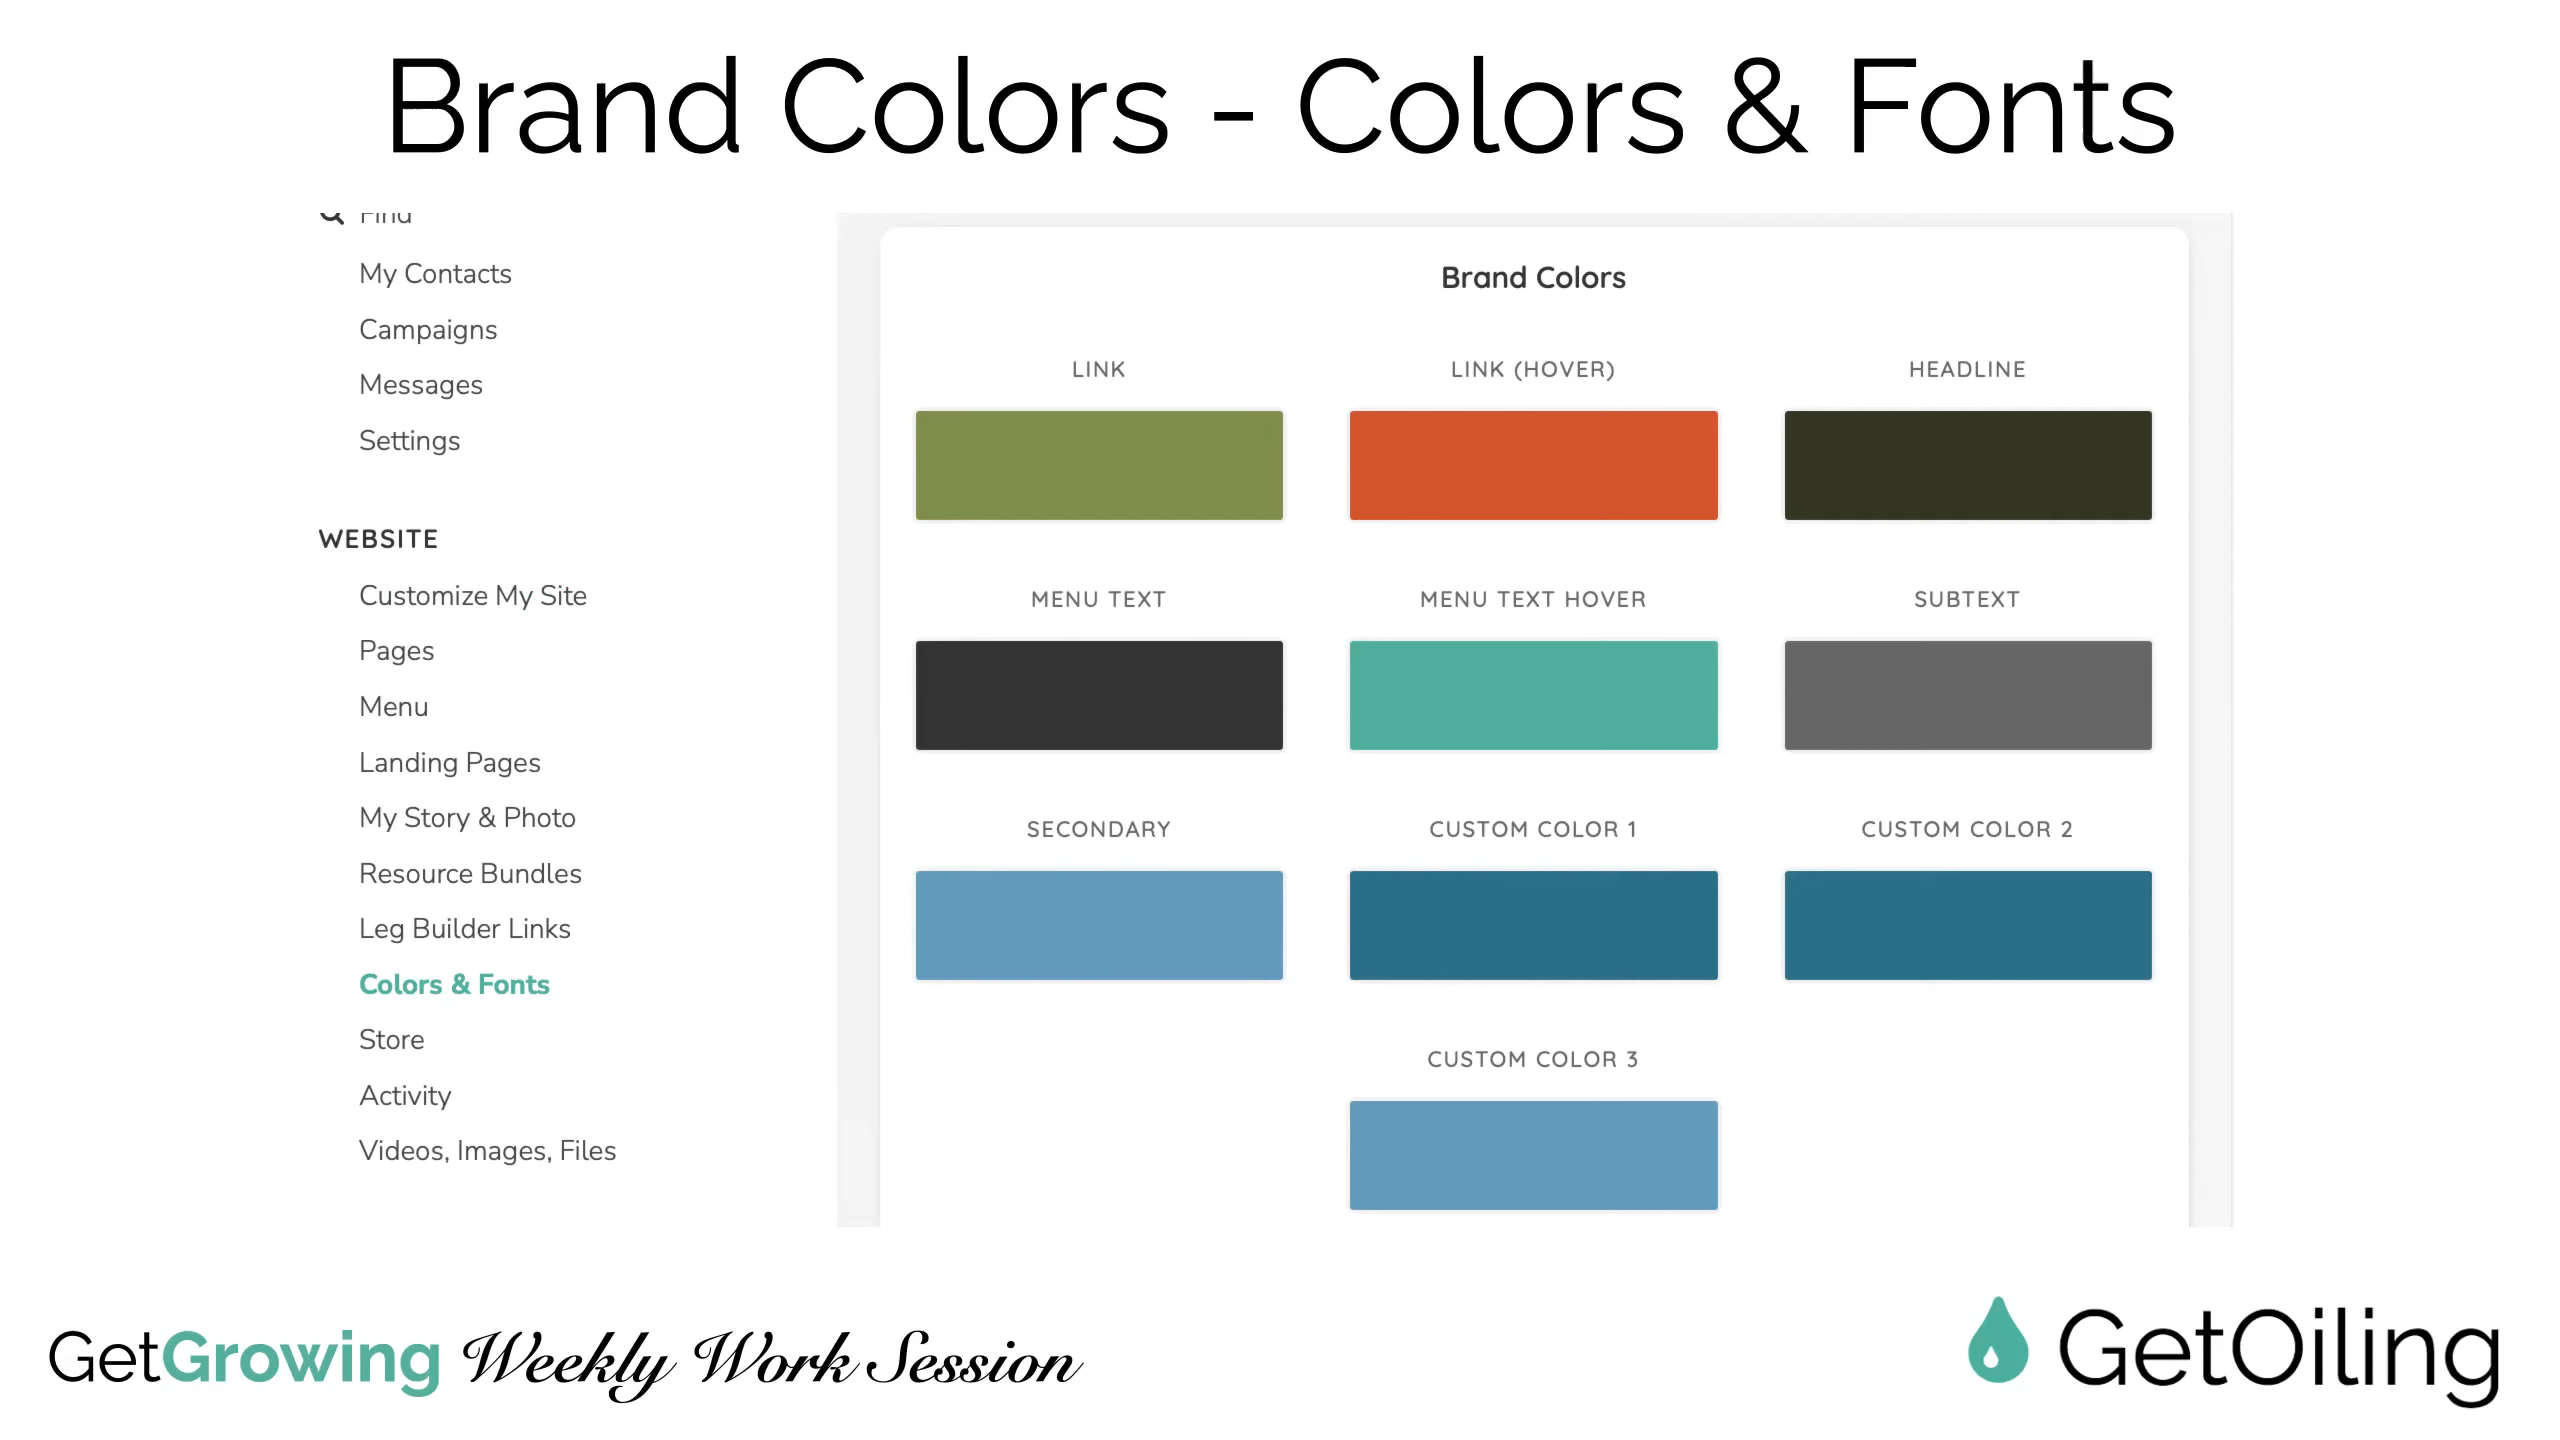 Brand Colors - Colors & Fonts
Find
My Contacts
Campaigns
Messages
Settings
WEBSITE
Customize My Site
Pages
Menu
Landing Pages
My Story & Photo
Resource Bundles
Leg Builder Links
Colors & Fonts
Store
Activity
Videos, Images, Files
Brand Colors
LINK
LINK (HOVER)
HEADLINE
MENU TEXT
MENU TEXT HOVER
SUBTEXT
SECONDARY
CUSTOM COLOR 1
CUSTOM COLOR 2
CUSTOM COLOR 3
GetGrowing Weekly Work Session
GetOiling